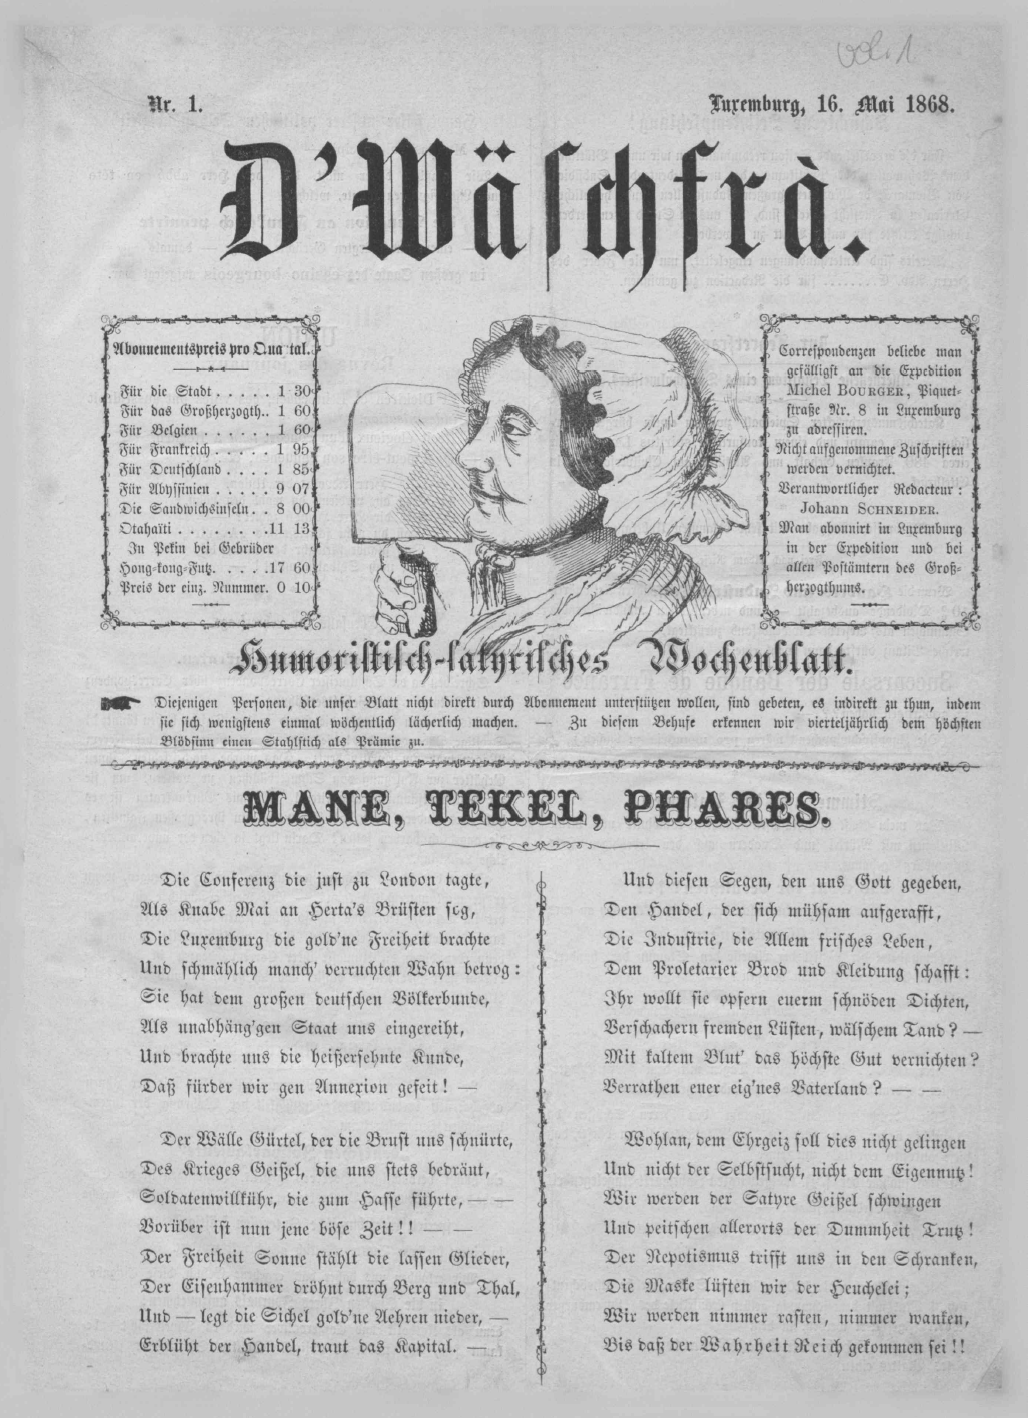 vol. 1
Nr. 1.
Luxemburg, 16. Mai 1868.
D'Wäschfrà.
Abonnementspreis pro Qua tal.
Für die Stadt . . . . . 1 30
Für das Großherzogth.. 1 60
Für Belgien . . . . . . 1 60
Für Frankreich . . . . . 1 95
Für Deutschland . . . . 1 85
Für Abyssinien . . . . . 9 07
Die Sandwichsinseln. . 8 00
Otahaïti . . . . . . . . 11 13
In Pekin bei Gebrüder
Hong-kong-Futz. . . . . 17 60
Preis der einz. Nummer. 0 10
Correspondenzen beliebe man
gefälligst an die Expedition
Michel BOURGER, Piquet-
straße Nr. 8 in Luxemburg
zu adressiren.
Nicht aufgenommene Zuschriften
werden vernichtet.
Verantwortlicher Redacteur :
Johann SCHNEIDER.
Man abonnirt in Luxemburg
in der Expedition und bei
allen Postämtern des Groß-
herzogthums.
Humoristisch-satyrisches Wochenblatt.
Diejenigen Personen, die unser Blatt nicht direkt durch Abonnement unterstützen wollen, sind gebeten, es indirekt zu thun, indem
sie sich wenigstens einmal wöchentlich lächerlich machen. — Zu diesem Behufe erkennen wir vierteljährlich dem höchsten
Blödsinn einen Stahlstich als Prämie zu.
MANE, TEKEL, PHARES.
Die Conferenz die just zu London tagte,
Als Knabe Mai an Herta's Brüsten sog,
Die Luxemburg die gold'ne Freiheit brachte
Und schmählich manch' verruchten Wahn betrog :
Sie hat dem großen deutschen Völkerbunde,
Als unabhäng'gen Staat uns eingereiht,
Und brachte uns die heißersehnte Kunde,
Daß fürder wir gen Annexion gefeit ! —
Der Wälle Gürtel, der die Brust uns schnürte,
Des Krieges Geißel, die uns stets bedräut,
Soldatenwillkühr, die zum Hasse führte, — —
Vorüber ist nun jene böse Zeit ! ! — —
Der Freiheit Sonne stählt die lassen Glieder,
Der Eisenhammer dröhnt durch Berg und Thal,
Und — legt die Sichel gold'ne Aehren nieder, —
Erblüht der Handel, traut das Kapital. —
Und diesen Segen, den uns Gott gegeben,
Den Handel, der sich mühsam aufgerafft,
Die Industrie, die Allem frisches Leben,
Dem Proletarier Brod und Kleidung schafft :
Ihr wollt sie opfern euerm schnöden Dichten,
Verschachern fremden Lüsten, wälschem Tand ? —
Mit kaltem Blut' das höchste Gut vernichten ?
Verrathen euer eig'nes Vaterland ? — —
Wohlan, dem Ehrgeiz soll dies nicht gelingen
Und nicht der Selbstsucht, nicht dem Eigennutz !
Wir werden der Satyre Geißel schwingen
Und peitschen allerorts der Dummheit Trutz !
Der Nepotismus trifft uns in den Schranken,
Die Maske lüften wir der Heuchelei ;
Wir werden nimmer rasten, nimmer wanken,
Bis daß der Wahrheit Reich gekommen sei ! !